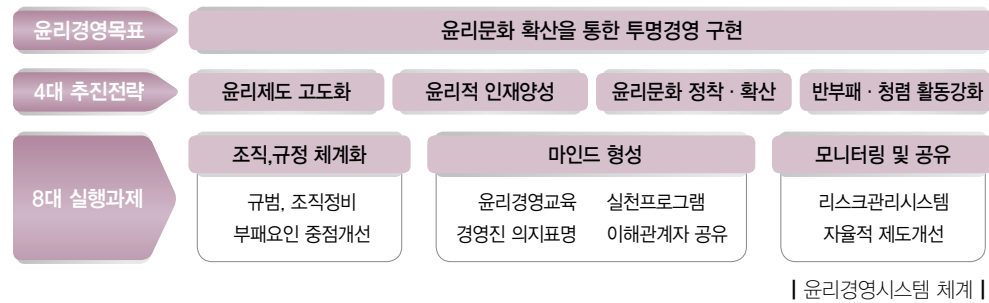 윤리경영목표
윤리문화 확산을 통한 투명경영 구현
4대 추진전략
윤리제도 고도화
윤리적 인재양성
윤리문화 정착·확산
반부패·청렴 활동강화
8대 실행과제
조직,규정 체계화
규범, 조직정비
부패요인 중점개선
마인드 형성
윤리경영교육 실천프로그램
경영진 의지표명 이해관계자 공유
모니터링 및 공유
리스크관리시스템
자율적 제도개선
| 윤리경영시스템 체계 |